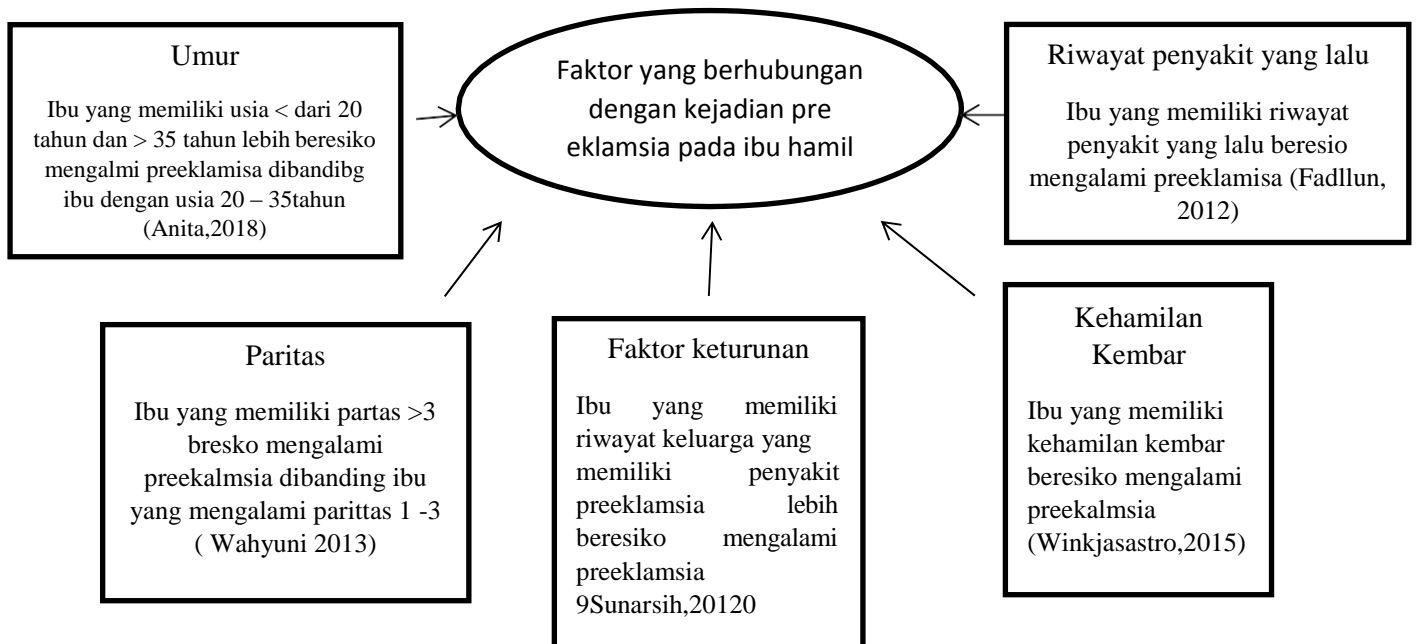 Umur
Ibu yang memiliki usia < dari 20
tahun dan > 35 tahun lebih beresiko
mengalmi preeklamisa dibandibg
ibu dengan usia 20 – 35tahun
(Anita,2018)
Faktor yang berhubungan
dengan kejadian pre
eklamsia pada ibu hamil
Riwayat penyakit yang lalu
Ibu yang memiliki riwayat
penyakit yang lalu beresio
mengalami preeklamisa (Fadllun,
2012)
Paritas
Ibu yang memiliki partas >3
bresko mengalami
preekalmsia dibanding ibu
yang mengalami parittas 1 -3
( Wahyuni 2013)
Faktor keturunan
Ibu yang memiliki
riwayat keluarga yang
memiliki penyakit
preeklamsia lebih
beresiko mengalami
preeklamsia
9Sunarsih,20120
Kehamilan
Kembar
Ibu yang memiliki
kehamilan kembar
beresiko mengalami
preekalmsia
(Winkjasastro,2015)